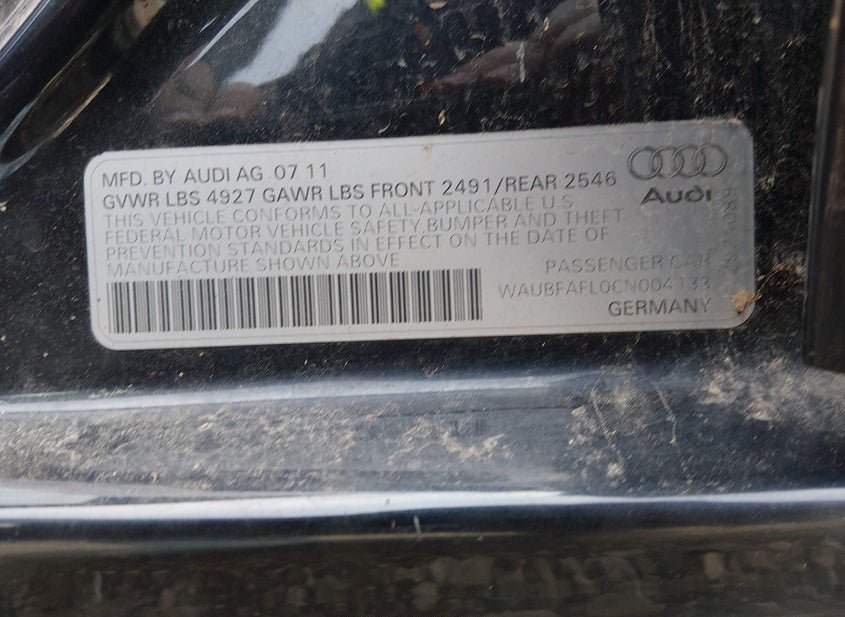 MFD. BY AUDI AG 07 11
GVWR LBS 4927 GAWR LBS FRONT 2491/REAR 2546
THIS VEHICLE CONFORMS TO ALL APPLICABLE U S
FEDERAL MOTOR VEHICLE SAFETY,BUMPER AND THEFT
PREVENTION STANDARDS IN EFFECT ON THE DATE OF
MANUFACTURE SHOWN ABOVE
Audi
PASSENGER CAR
WAUBFAFL0CN004133
GERMANY